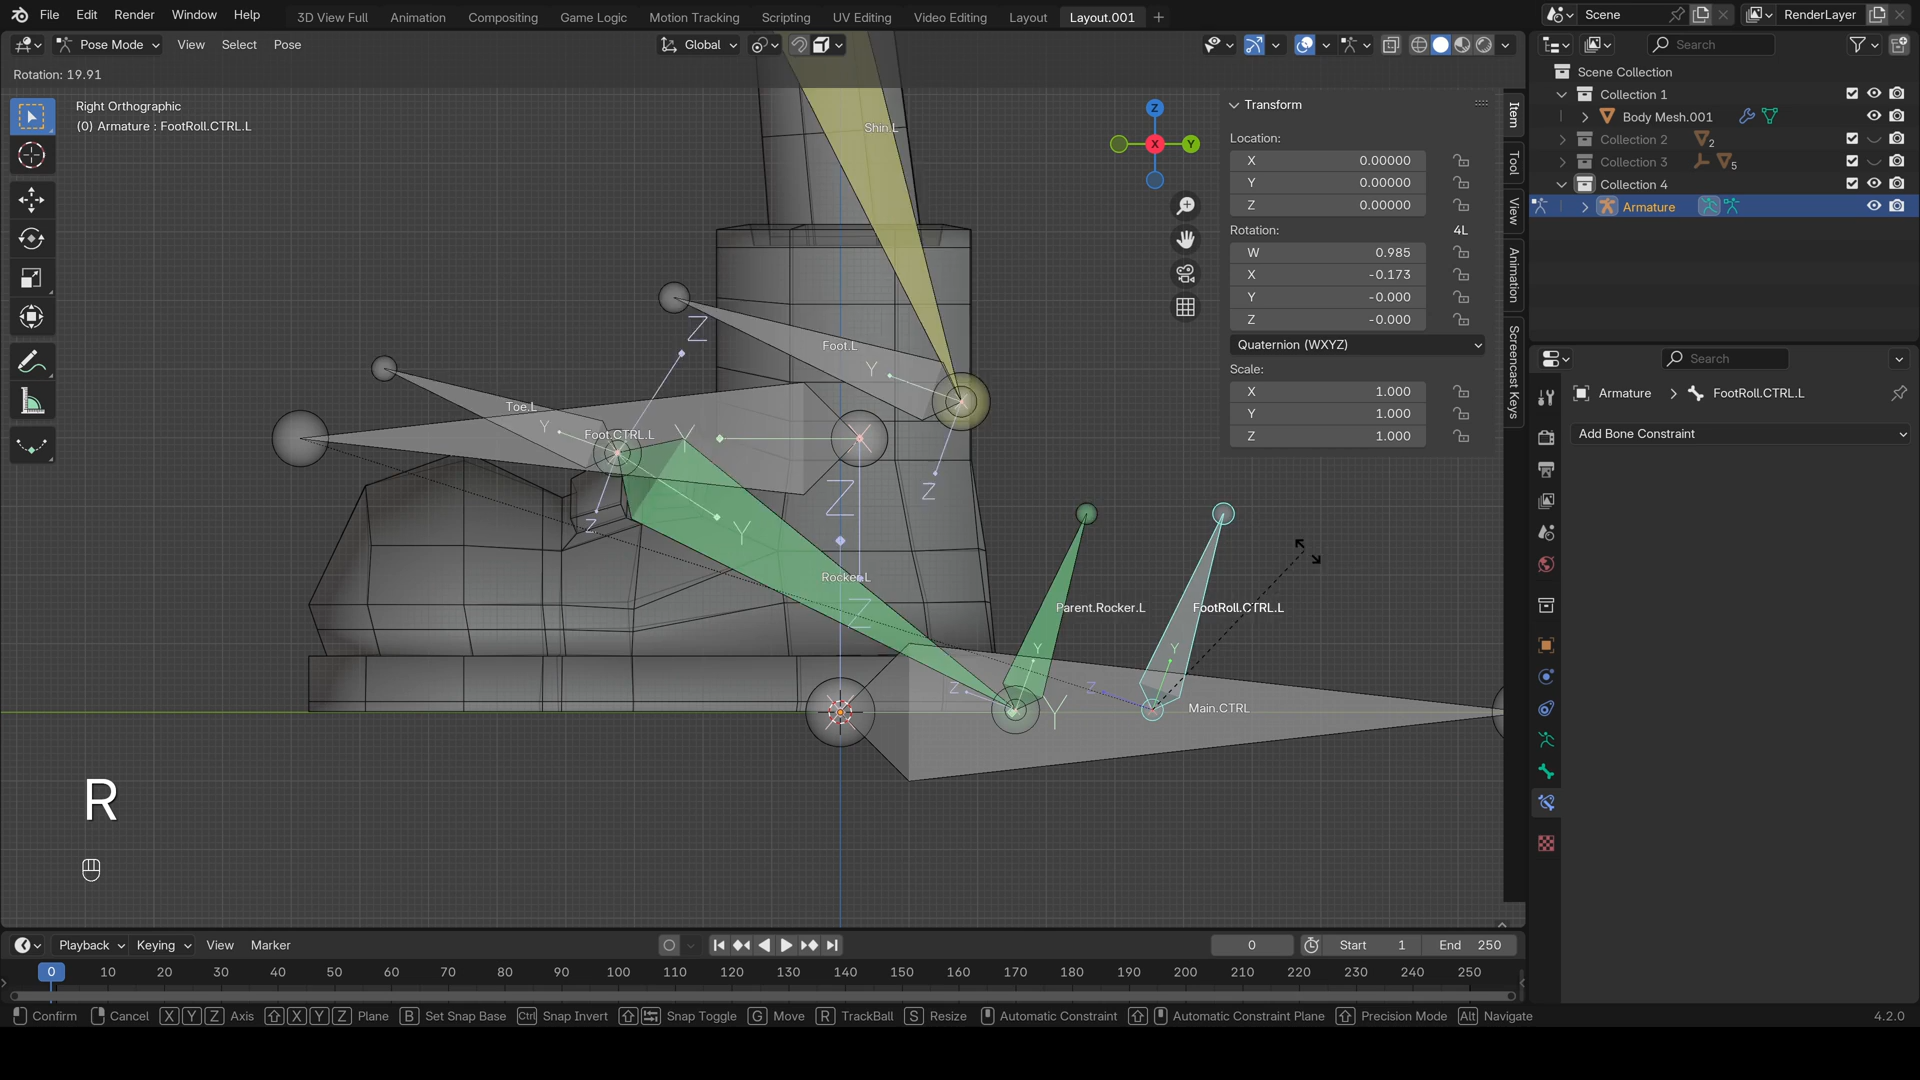 File Edit Render Window Help 3D View Full Animation Compositing Game Logic Motion Tracking Scripting UV Editing Video Editing Layout Layout.001 + Scene RenderLayer
Pose Mode View Select Pose Global Search
Rotation: 19.91
Right Orthographic
(0) Armature : FootRoll.CTRL.L
Z
X
Y
Shin.L
Foot.L
Toe.L
Foot.CTRL.L
Rocker.L
Parent.Rocker.L
FootRoll.CTRL.L
Main.CTRL
Transform
Location:
X 0.00000
Y 0.00000
Z 0.00000
Rotation: 4L
W 0.985
X -0.173
Y -0.000
Z -0.000
Quaternion (WXYZ)
Scale:
X 1.000
Y 1.000
Z 1.000
Item
Tool
View
Animation
Screencast Keys
Scene Collection
Collection 1
Body Mesh.001
Collection 2 2
Collection 3 5
Collection 4
Armature
Search
Armature > FootRoll.CTRL.L
Add Bone Constraint
R
Playback Keying View Marker 0 Start 1 End 250
0 10 20 30 40 50 60 70 80 90 100 110 120 130 140 150 160 170 180 190 200 210 220 230 240 250
Confirm Cancel X Y Z Axis X Y Z Plane B Set Snap Base Ctrl Snap Invert Snap Toggle G Move R TrackBall S Resize Automatic Constraint Automatic Constraint Plane Precision Mode Alt Navigate 4.2.0